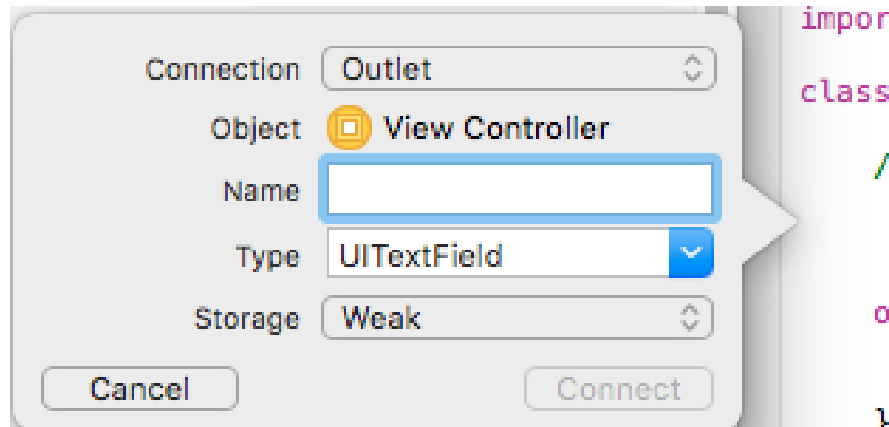 Connection Outlet
Object View Controller
Name
Type UITextField
Storage Weak
Cancel Connect
impor
class
/
o
}